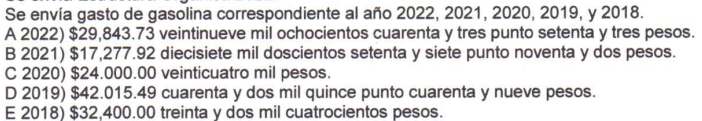 Se envía gasto de gasolina correspondiente al año 2022, 2021, 2020, 2019, y 2018.
A 2022) $29,843.73 veintinueve mil ochocientos cuarenta y tres punto setenta y tres pesos.
B 2021) $17,277.92 diecisiete mil doscientos setenta y siete punto noventa y dos pesos.
C 2020) $24.000.00 veinticuatro mil pesos.
D 2019) $42.015.49 cuarenta y dos mil quince punto cuarenta y nueve pesos.
E 2018) $32,400.00 treinta y dos mil cuatrocientos pesos.